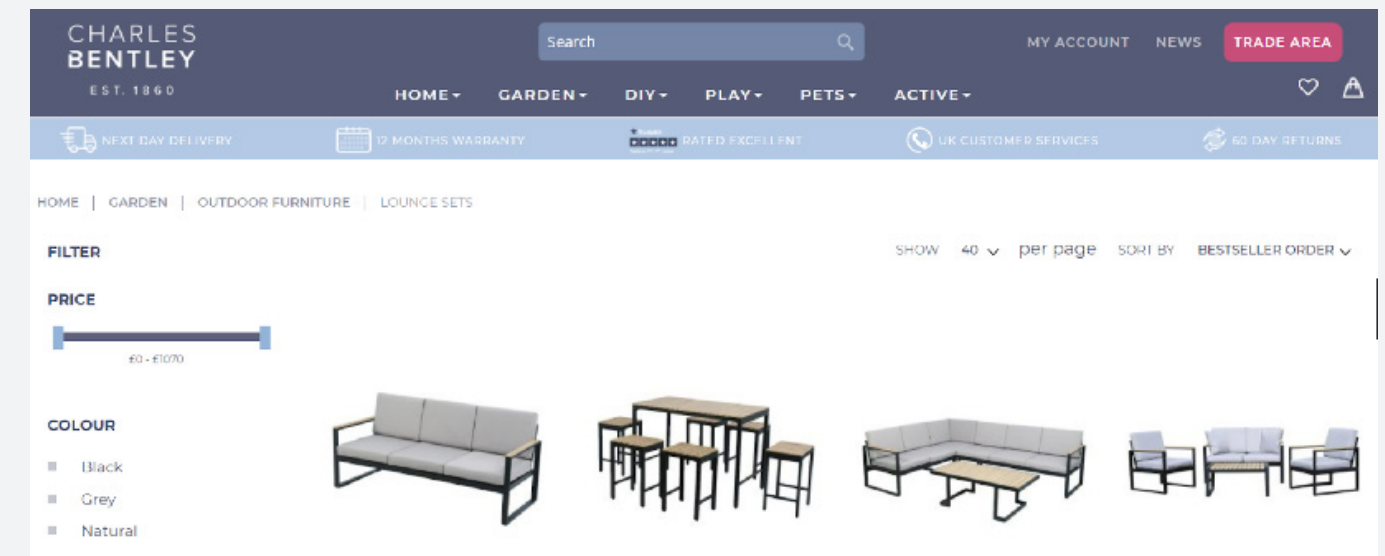 CHARLES
BENTLEY
EST. 1860
Search
MY ACCOUNT NEWS TRADE AREA
HOME GARDEN DIY PLAY PETS ACTIVE
NEXT DAY DELIVERY 12 MONTHS WARRANTY RATED EXCELLENT UK CUSTOMER SERVICES 60 DAY RETURNS
HOME | GARDEN | OUTDOOR FURNITURE | LOUNGE SETS
FILTER
SHOW 40 per page SORT BY BESTSELLER ORDER
PRICE
£0 - £1070
COLOUR
Black
Grey
Natural